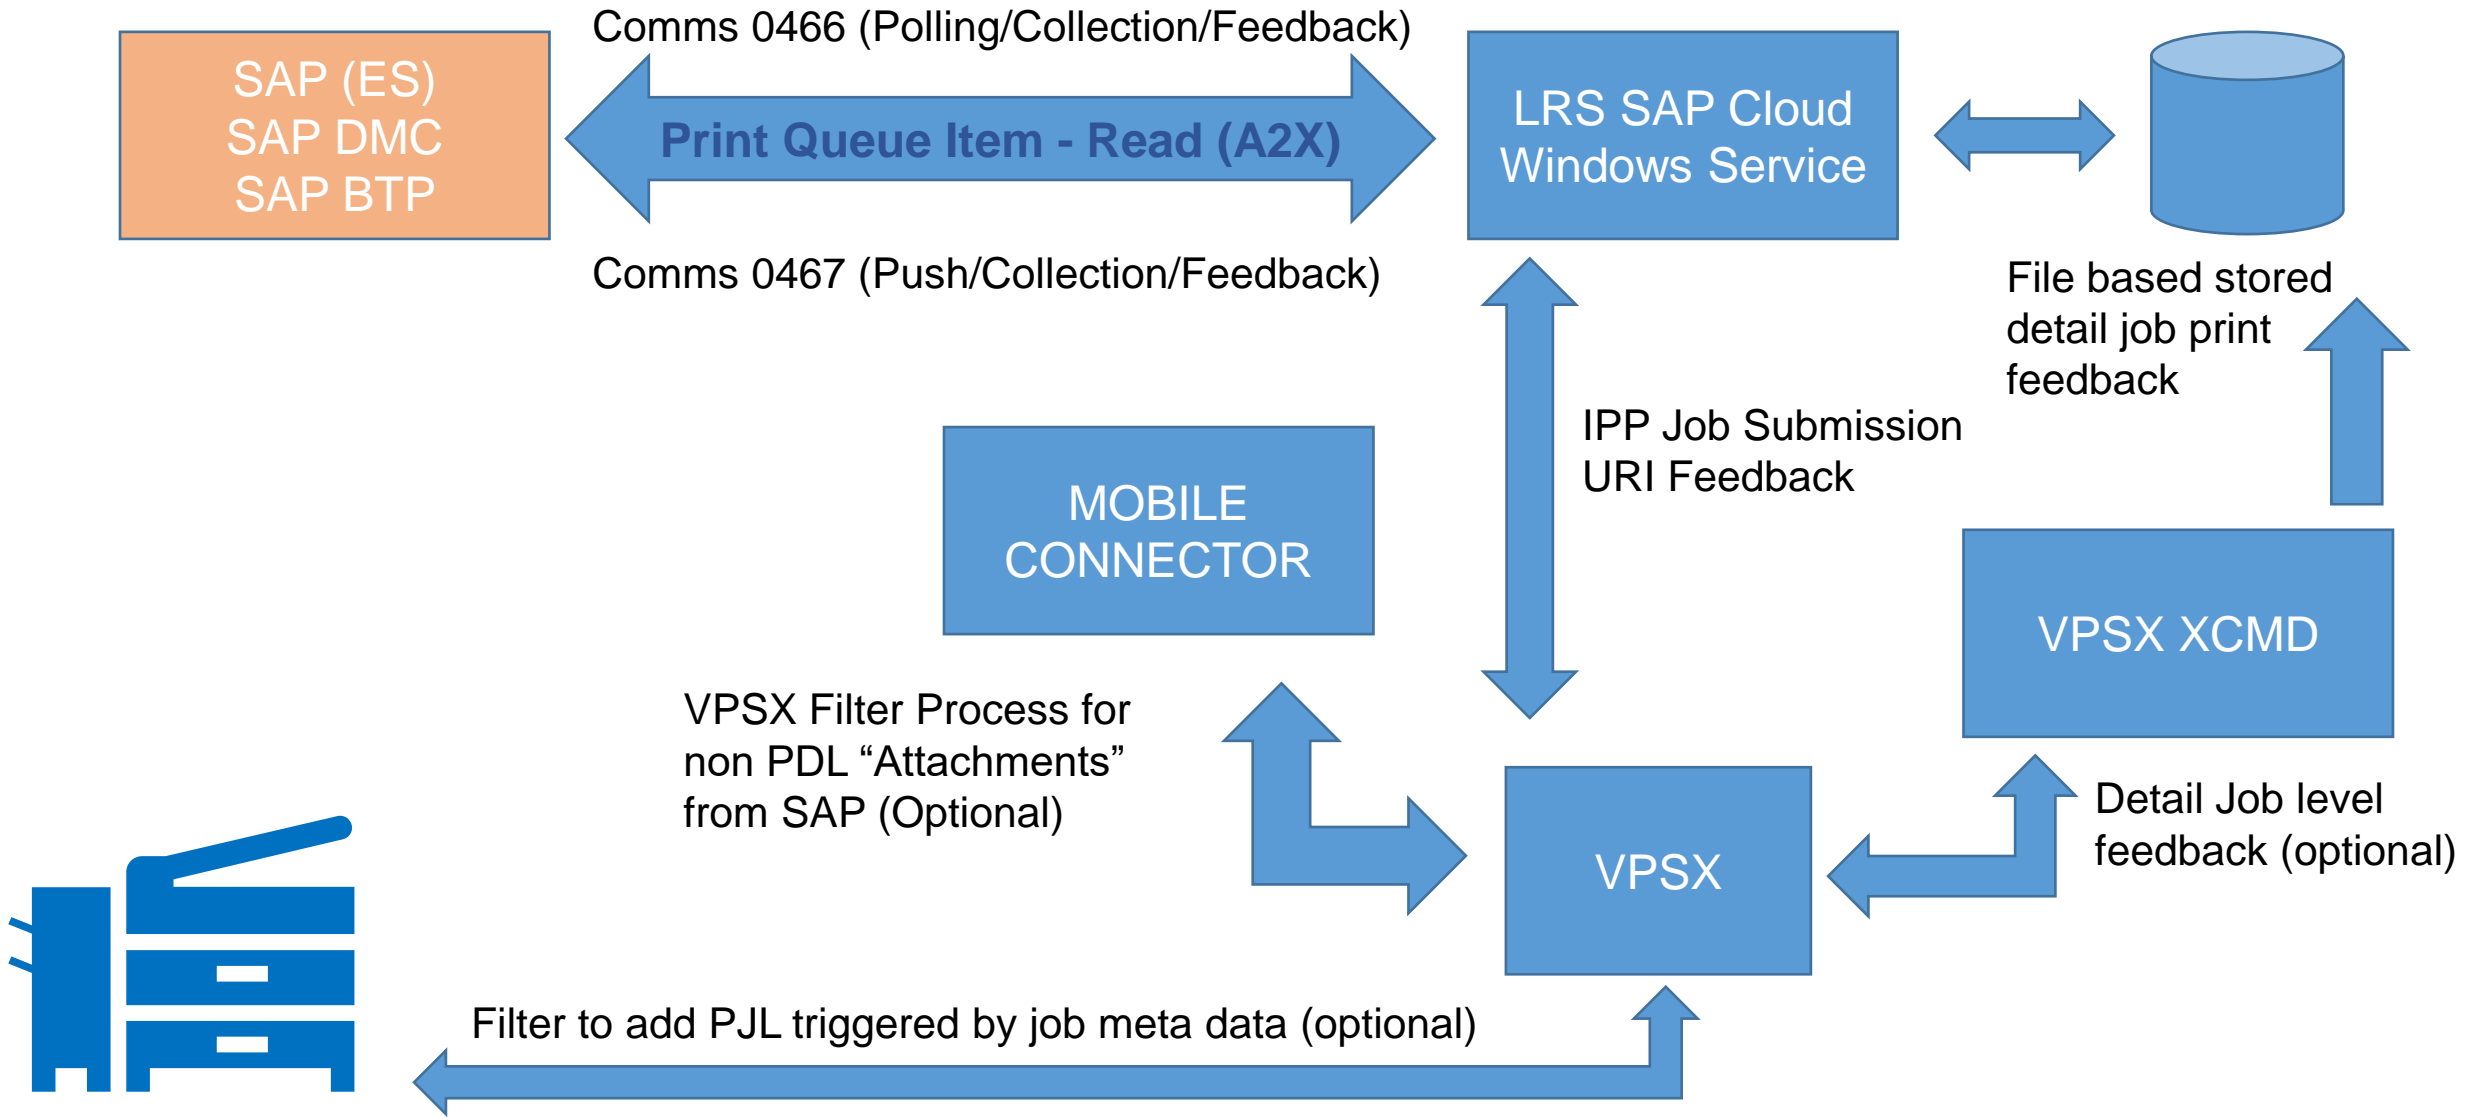 Comms 0466 (Polling/Collection/Feedback)
SAP (ES)
SAP DMC
SAP BTP
Print Queue Item - Read (A2X)
LRS SAP Cloud
Windows Service
Comms 0467 (Push/Collection/Feedback)
File based stored
detail job print
feedback
IPP Job Submission
URI Feedback
MOBILE
CONNECTOR
VPSX XCMD
VPSX Filter Process for
non PDL “Attachments”
from SAP (Optional)
VPSX
Detail Job level
feedback (optional)
Filter to add PJL triggered by job meta data (optional)